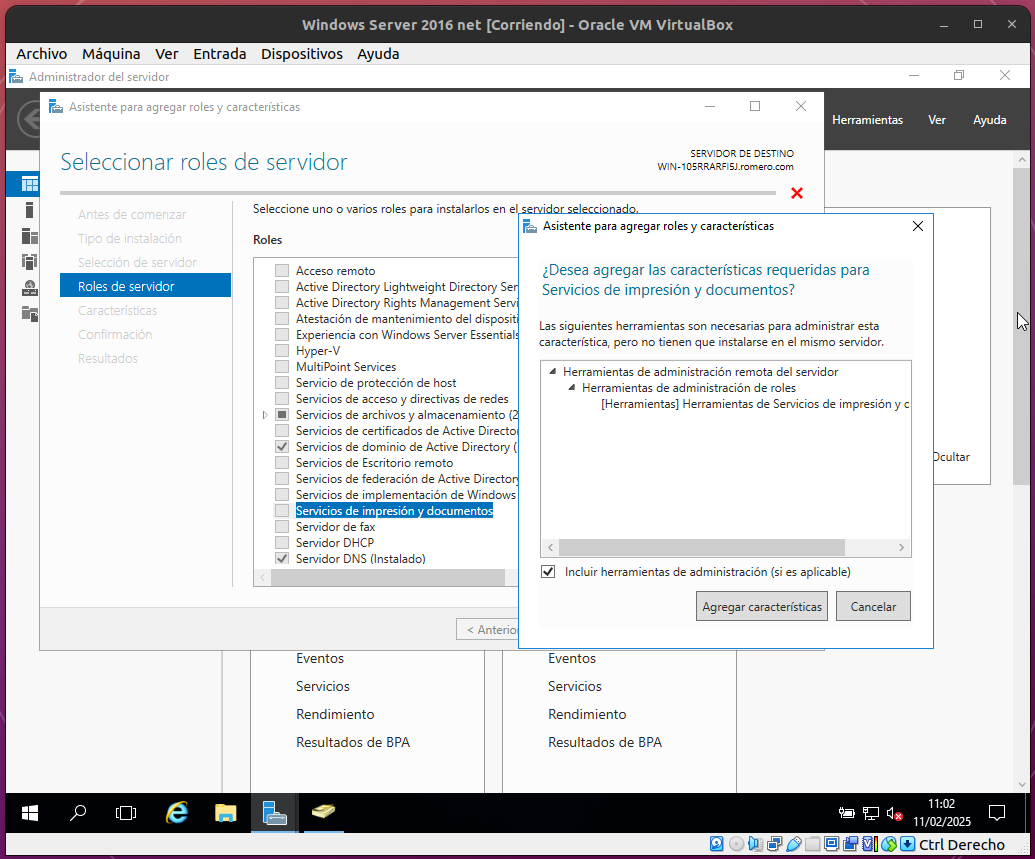 Windows Server 2016 net [Corriendo] - Oracle VM VirtualBox
Archivo Máquina Ver Entrada Dispositivos Ayuda
Administrador del servidor
Herramientas Ver Ayuda
Asistente para agregar roles y características
Seleccionar roles de servidor
SERVIDOR DE DESTINO
WIN-105RRARFI5J.romero.com
Antes de comenzar
Tipo de instalación
Selección de servidor
Roles de servidor
Características
Confirmación
Resultados
Seleccione uno o varios roles para instalarlos en el servidor seleccionado.
Roles
Acceso remoto
Active Directory Lightweight Directory Ser
Active Directory Rights Management Servi
Atestación de mantenimiento del dispositi
Experiencia con Windows Server Essentials
Hyper-V
MultiPoint Services
Servicio de protección de host
Servicios de acceso y directivas de redes
Servicios de archivos y almacenamiento (2
Servicios de certificados de Active Director
Servicios de dominio de Active Directory (
Servicios de Escritorio remoto
Servicios de federación de Active Directory
Servicios de implementación de Windows
Servicios de impresión y documentos
Servidor de fax
Servidor DHCP
Servidor DNS (Instalado)
< Anterior
Asistente para agregar roles y características
¿Desea agregar las características requeridas para
Servicios de impresión y documentos?
Las siguientes herramientas son necesarias para administrar esta
característica, pero no tienen que instalarse en el mismo servidor.
Herramientas de administración remota del servidor
Herramientas de administración de roles
[Herramientas] Herramientas de Servicios de impresión y c
Incluir herramientas de administración (si es aplicable)
Agregar características
Cancelar
Ocultar
Eventos
Servicios
Rendimiento
Resultados de BPA
Eventos
Servicios
Rendimiento
Resultados de BPA
11:02
11/02/2025
Ctrl Derecho